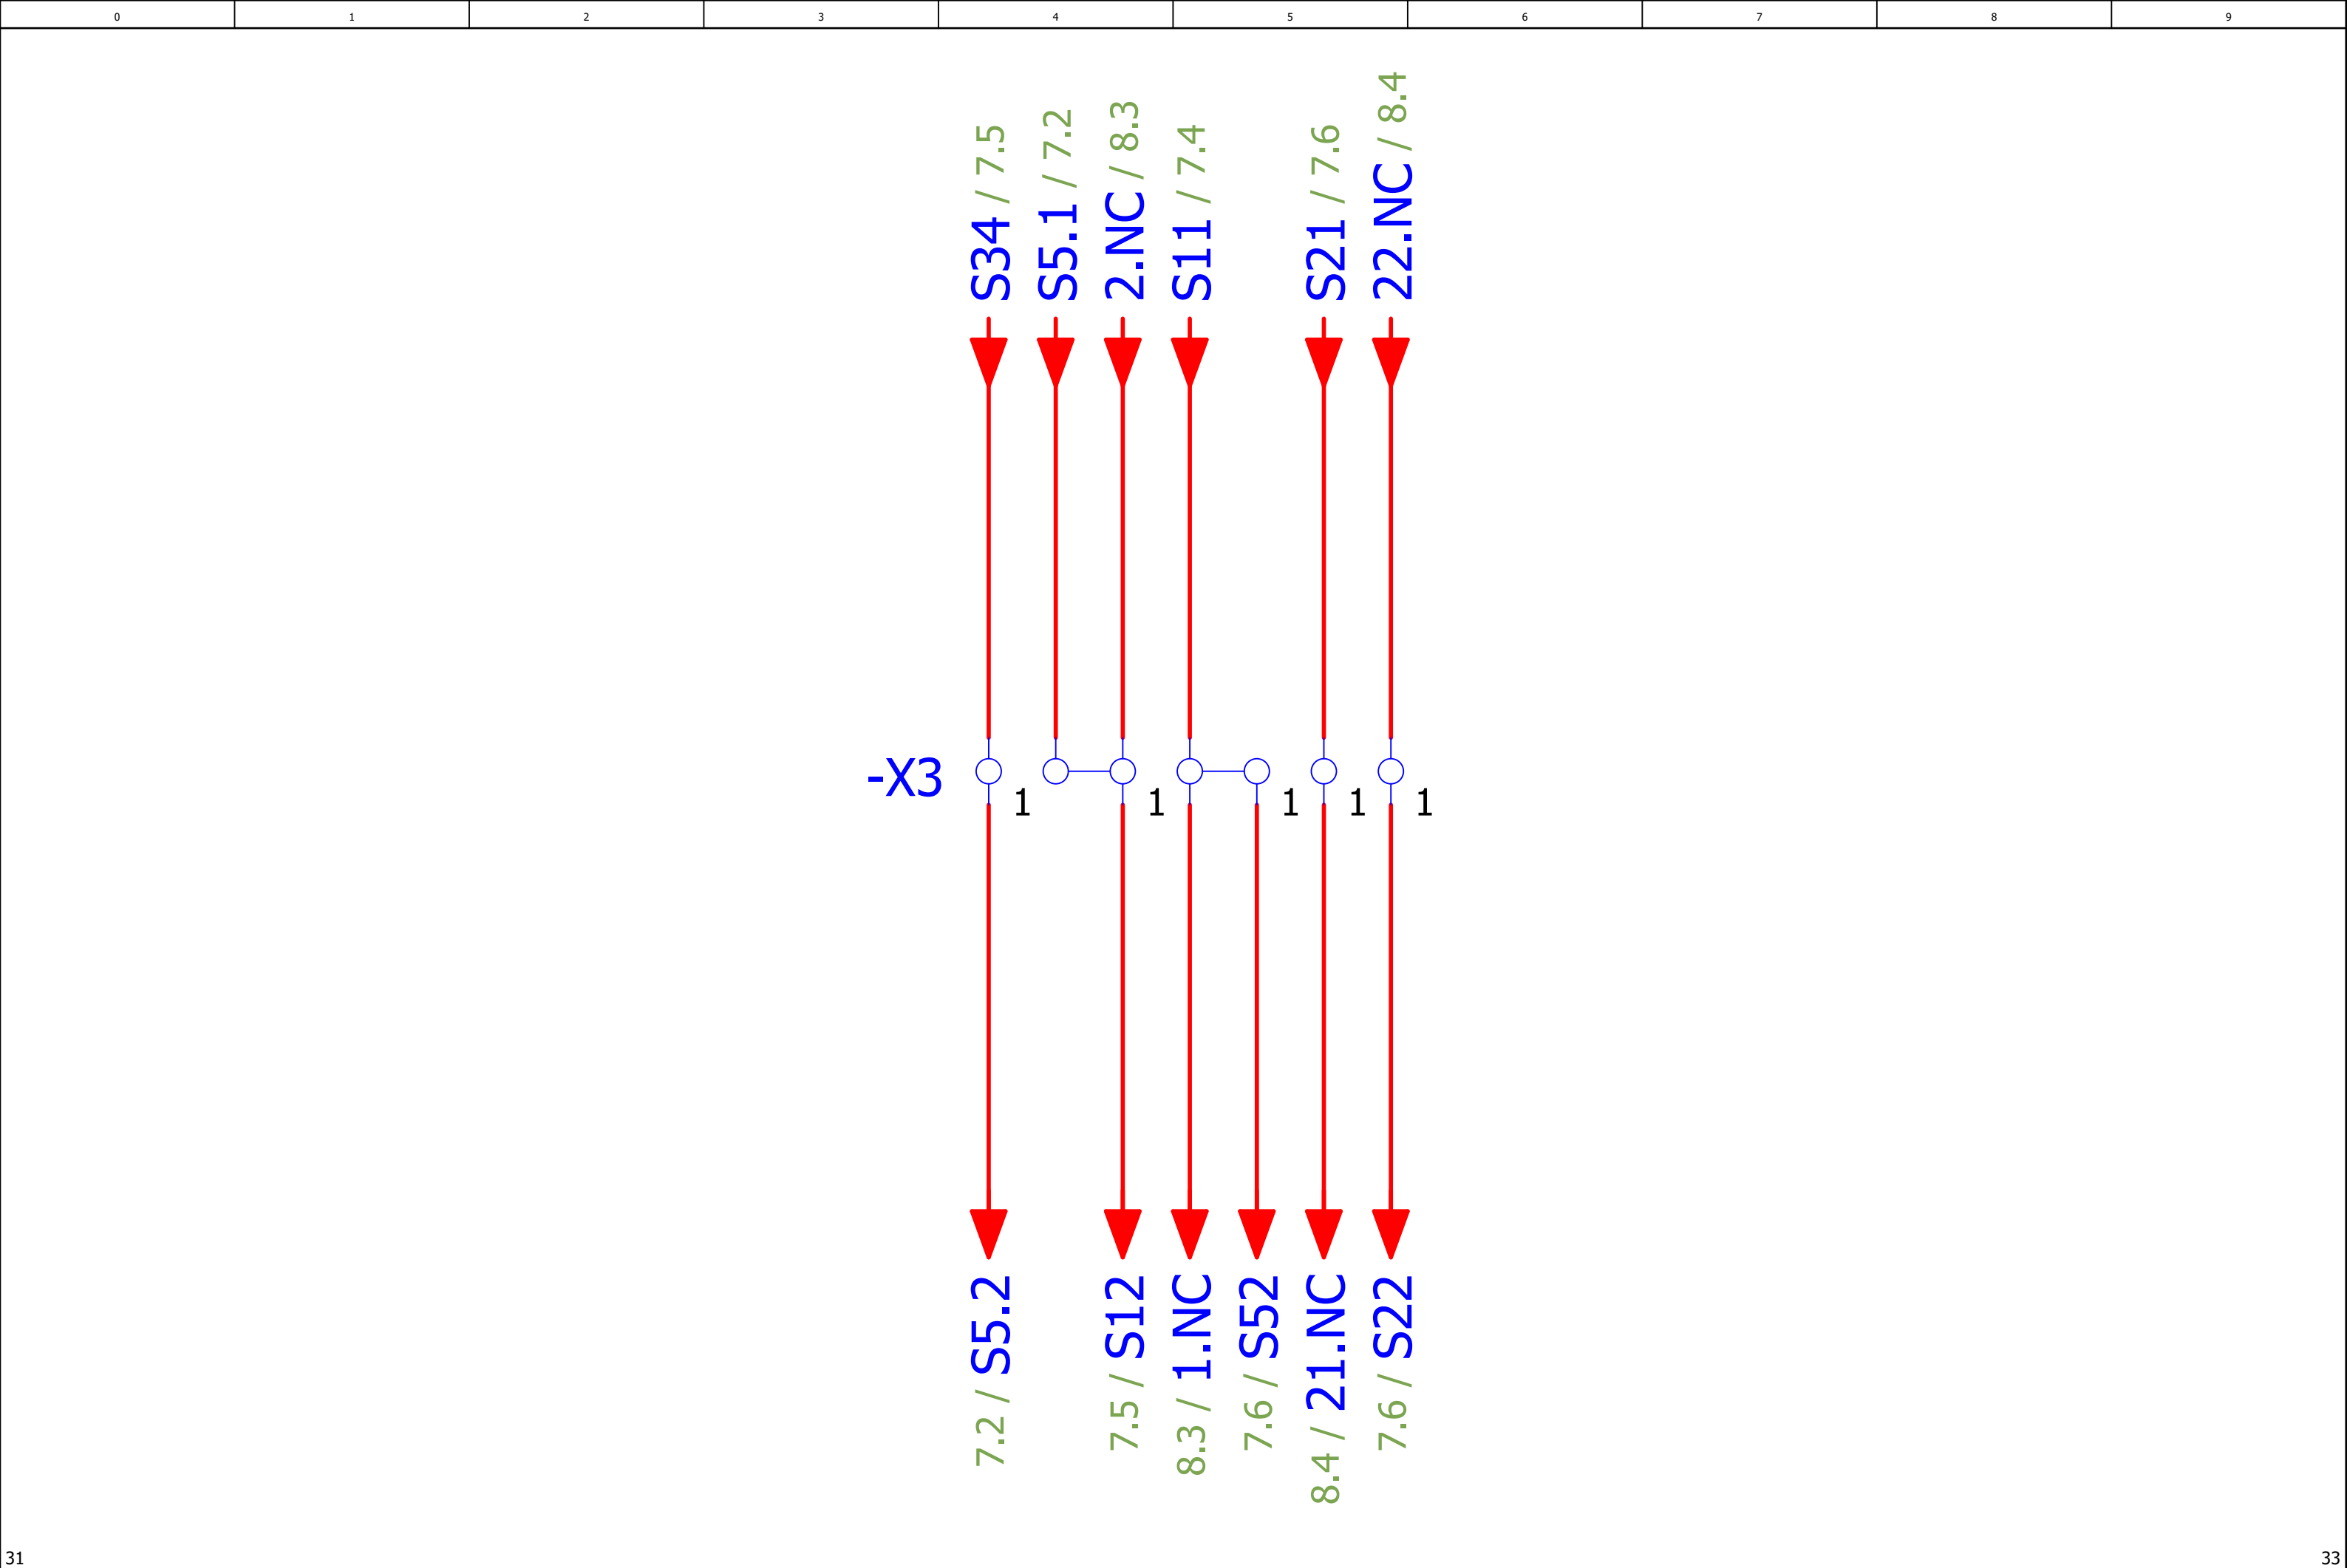 0 1 2 3 4 5 6 7 8 9
S34 / 7.5
S5.1 / 7.2
2.NC / 8.3
S11 / 7.4
S21 / 7.6
22.NC / 8.4
-X3
1 1 1 1 1
7.2 / S5.2
7.5 / S12
8.3 / 1.NC
7.6 / S52
8.4 / 21.NC
7.6 / S22
31 33